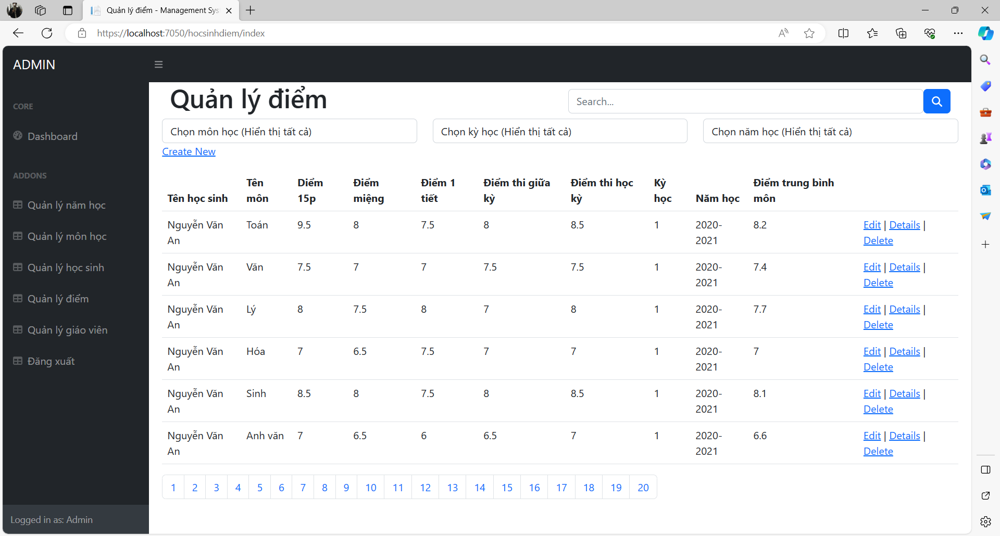 Quản lý điểm - Management Sys
https://localhost:7050/hocsinhdiem/index
ADMIN
CORE
Dashboard
ADDONS
Quản lý năm học
Quản lý môn học
Quản lý học sinh
Quản lý điểm
Quản lý giáo viên
Đăng xuất
Logged in as: Admin
Quản lý điểm
Search...
Chọn môn học (Hiển thị tất cả)
Chọn kỳ học (Hiển thị tất cả)
Chọn năm học (Hiển thị tất cả)
Create New
Tên học sinh Tên môn Diểm 15p Điểm miệng Điểm 1 tiết Điểm thi giữa kỳ Điểm thi học kỳ Kỳ học Năm học Điểm trung bình môn
Nguyễn Văn An Toán 9.5 8 7.5 8 8.5 1 2020-2021 8.2 Edit | Details | Delete
Nguyễn Văn An Văn 7.5 7 7 7.5 7.5 1 2020-2021 7.4 Edit | Details | Delete
Nguyễn Văn An Lý 8 7.5 8 7 8 1 2020-2021 7.7 Edit | Details | Delete
Nguyễn Văn An Hóa 7 6.5 7.5 7 7 1 2020-2021 7 Edit | Details | Delete
Nguyễn Văn An Sinh 8.5 8 7.5 8 8.5 1 2020-2021 8.1 Edit | Details | Delete
Nguyễn Văn An Anh văn 7 6.5 6 6.5 7 1 2020-2021 6.6 Edit | Details | Delete
1 2 3 4 5 6 7 8 9 10 11 12 13 14 15 16 17 18 19 20